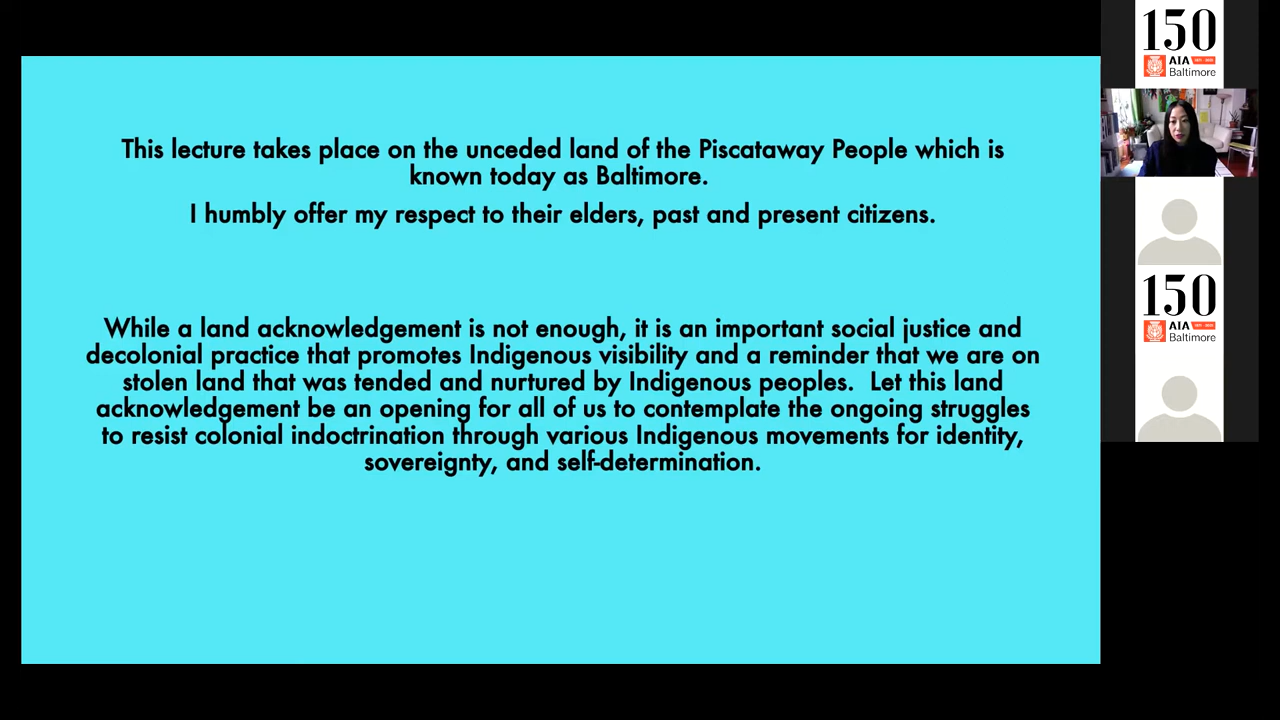 This lecture takes place on the unceded land of the Piscataway People which is
known today as Baltimore.
I humbly offer my respect to their elders, past and present citizens.
While a land acknowledgement is not enough, it is an important social justice and
decolonial practice that promotes Indigenous visibility and a reminder that we are on
stolen land that was tended and nurtured by Indigenous peoples.  Let this land
acknowledgement be an opening for all of us to contemplate the ongoing struggles
to resist colonial indoctrination through various Indigenous movements for identity,
sovereignty, and self-determination.
150
AIA
Baltimore
150
AIA
Baltimore